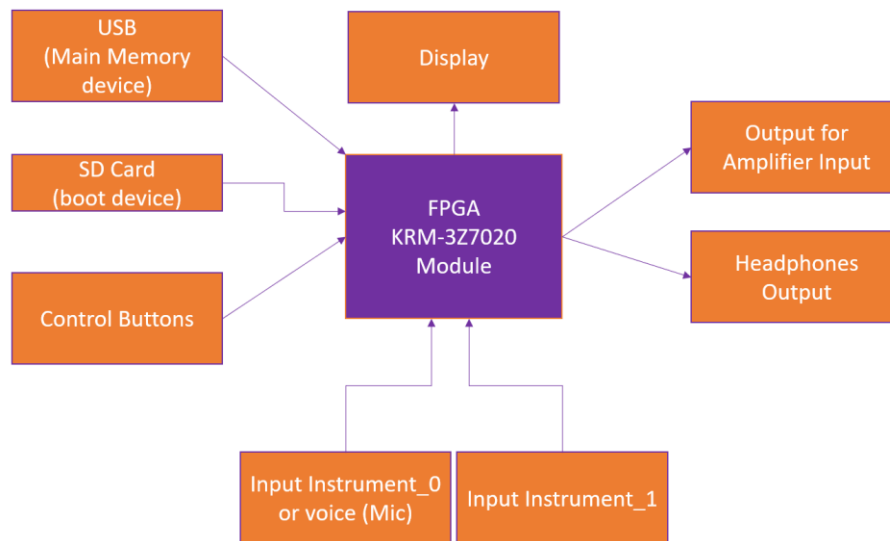 USB
(Main Memory
device)
Display
Output for
Amplifier Input
SD Card
(boot device)
FPGA
KRM-3Z7020
Module
Headphones
Output
Control Buttons
Input Instrument_0
or voice (Mic)
Input Instrument_1